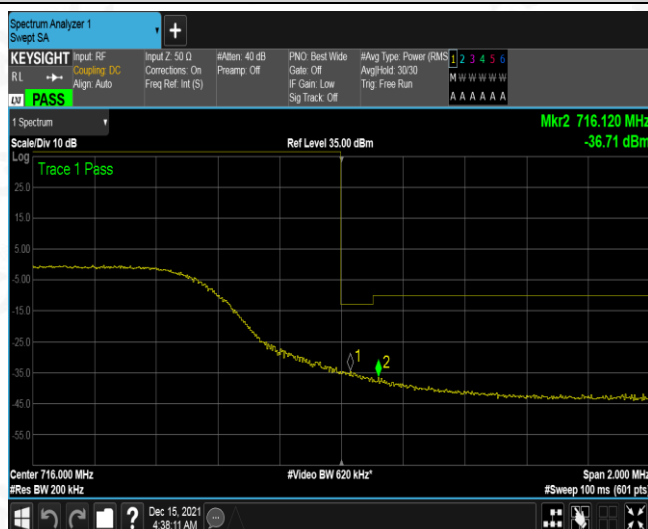 Spectrum Analyzer 1
Swept SA
+
KEYSIGHT
RL
Input: RF
Coupling: DC
Align: Auto
Input Z: 50 Ω
Corrections: On
Freq Ref: Int (S)
#Atten: 40 dB
Preamp: Off
PNO: Best Wide
Gate: Off
IF Gain: Low
Sig Track: Off
#Avg Type: Power (RMS
Avg|Hold: 30/30
Trig: Free Run
1 2 3 4 5 6
M W W W W W
A A A A A A
LXI PASS
1 Spectrum
Mkr2 716.120 MHz
-36.71 dBm
Scale/Div 10 dB
Ref Level 35.00 dBm
Log
Trace 1 Pass
25.0
15.0
5.00
-5.00
-15.0
-25.0
-35.0
-45.0
-55.0
1
2
Center 716.000 MHz
#Video BW 620 kHz*
Span 2.000 MHz
#Res BW 200 kHz
#Sweep 100 ms (601 pts)
?
Dec 15, 2021
4:38:11 AM